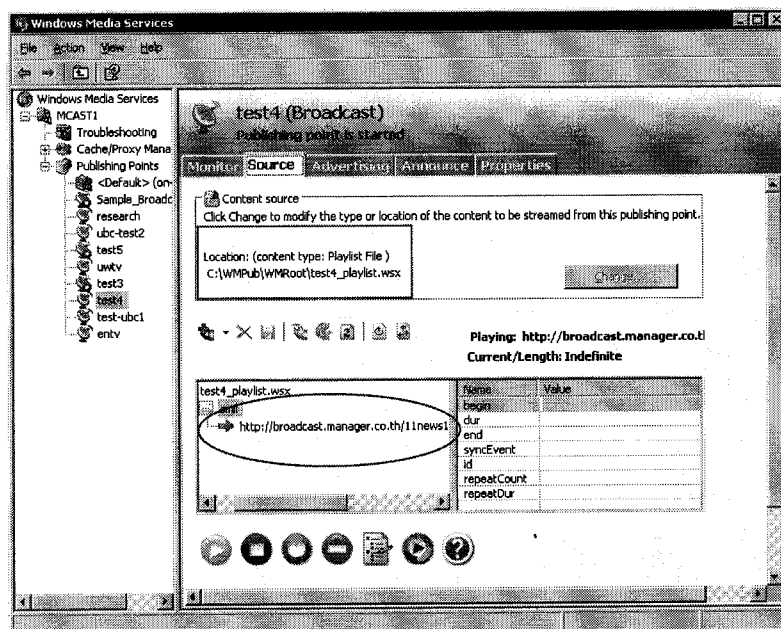 Windows Media Services
File Action View Help
Windows Media Services
MCAST1
Troubleshooting
Cache/Proxy Mana
Publishing Points
<Default> (on-
Sample_Broadc
research
ubc-test2
test5
uwtv
test3
test4
test-ubc1
entv
test4 (Broadcast)
Publishing point is started
Monitor Source Advertising Announce Properties
Content source
Click Change to modify the type or location of the content to be streamed from this publishing point.
Location: (content type: Playlist File )
C:\WMPub\WMRoot\test4_playlist.wsx
Change...
Playing: http://broadcast.manager.co.tl
Current/Length: Indefinite
test4_playlist.wsx
smil
http://broadcast.manager.co.th/11news1
Name Value
begin
dur
end
syncEvent
id
repeatCount
repeatDur